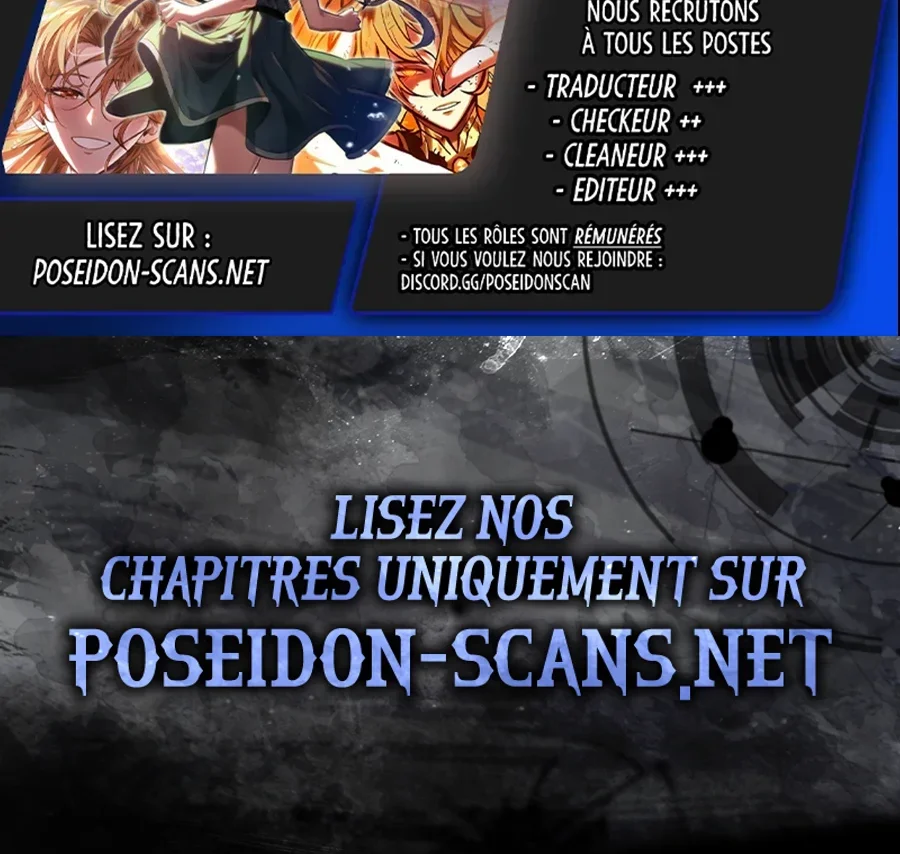 NOUS RECRUTONS
À TOUS LES POSTES
- TRADUCTEUR +++
- CHECKEUR ++
- CLEANEUR +++
- EDITEUR +++
LISEZ SUR :
POSEIDON-SCANS.NET
- TOUS LES RÔLES SONT RÉMUNÉRÉS
- SI VOUS VOULEZ NOUS REJOINDRE :
DISCORD.GG/POSEIDONSCAN
LISEZ NOS
CHAPITRES UNIQUEMENT SUR
POSEIDON-SCANS.NET